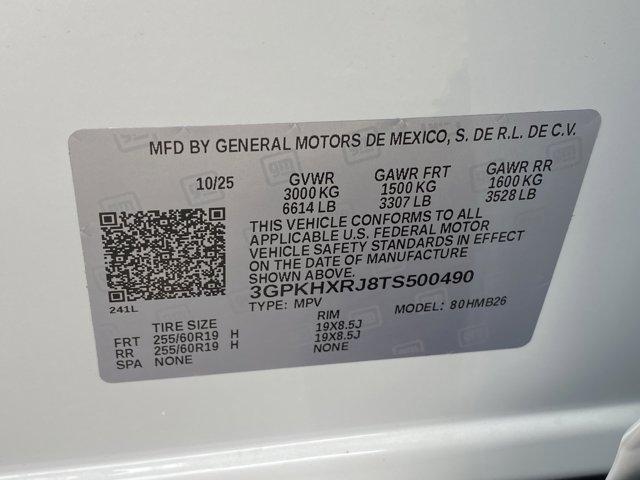 MFD BY GENERAL MOTORS DE MEXICO, S. DE R.L. DE C.V.
10/25 GVWR GAWR FRT GAWR RR
3000 KG 1500 KG 1600 KG
6614 LB 3307 LB 3528 LB
THIS VEHICLE CONFORMS TO ALL
APPLICABLE U.S. FEDERAL MOTOR
VEHICLE SAFETY STANDARDS IN EFFECT
ON THE DATE OF MANUFACTURE
SHOWN ABOVE.
3GPKHXRJ8TS500490
TYPE: MPV MODEL: 80HMB26
241L
TIRE SIZE RIM
FRT 255/60R19 H 19X8.5J
RR 255/60R19 H 19X8.5J
SPA NONE NONE